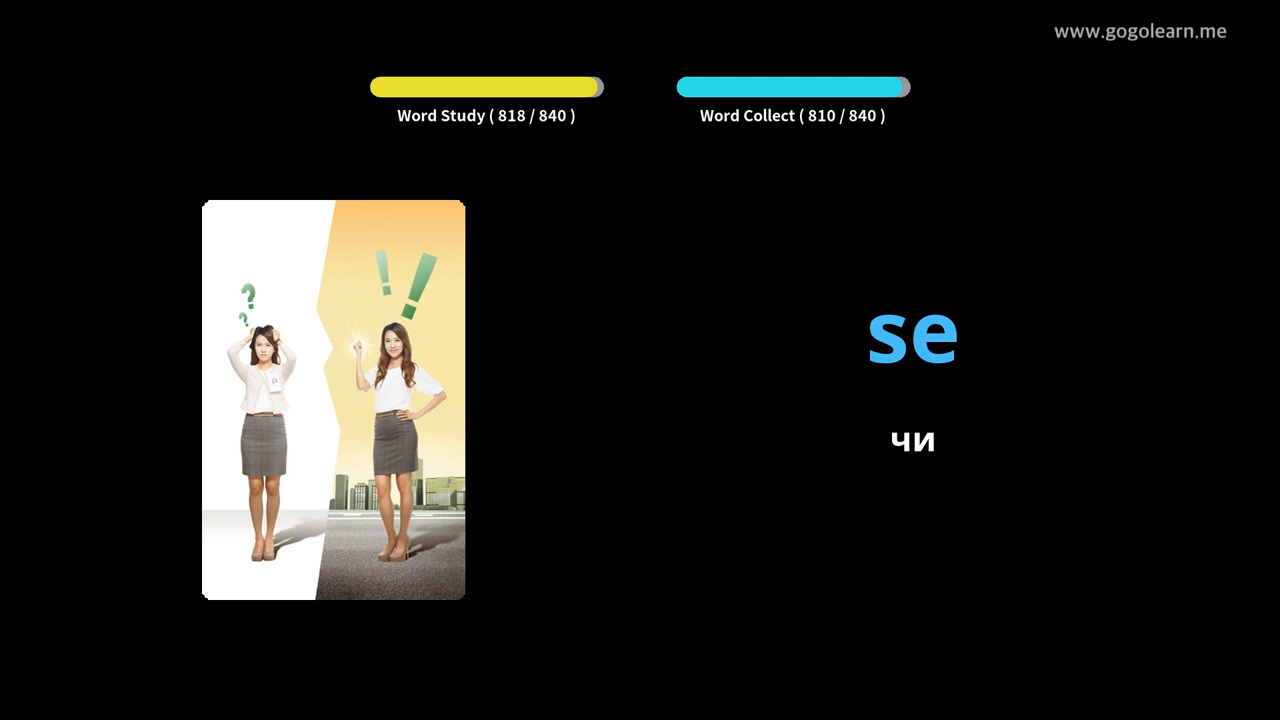 www.gogolearn.me
Word Study ( 818 / 840 )
Word Collect ( 810 / 840 )
? ?
! !
se
чи